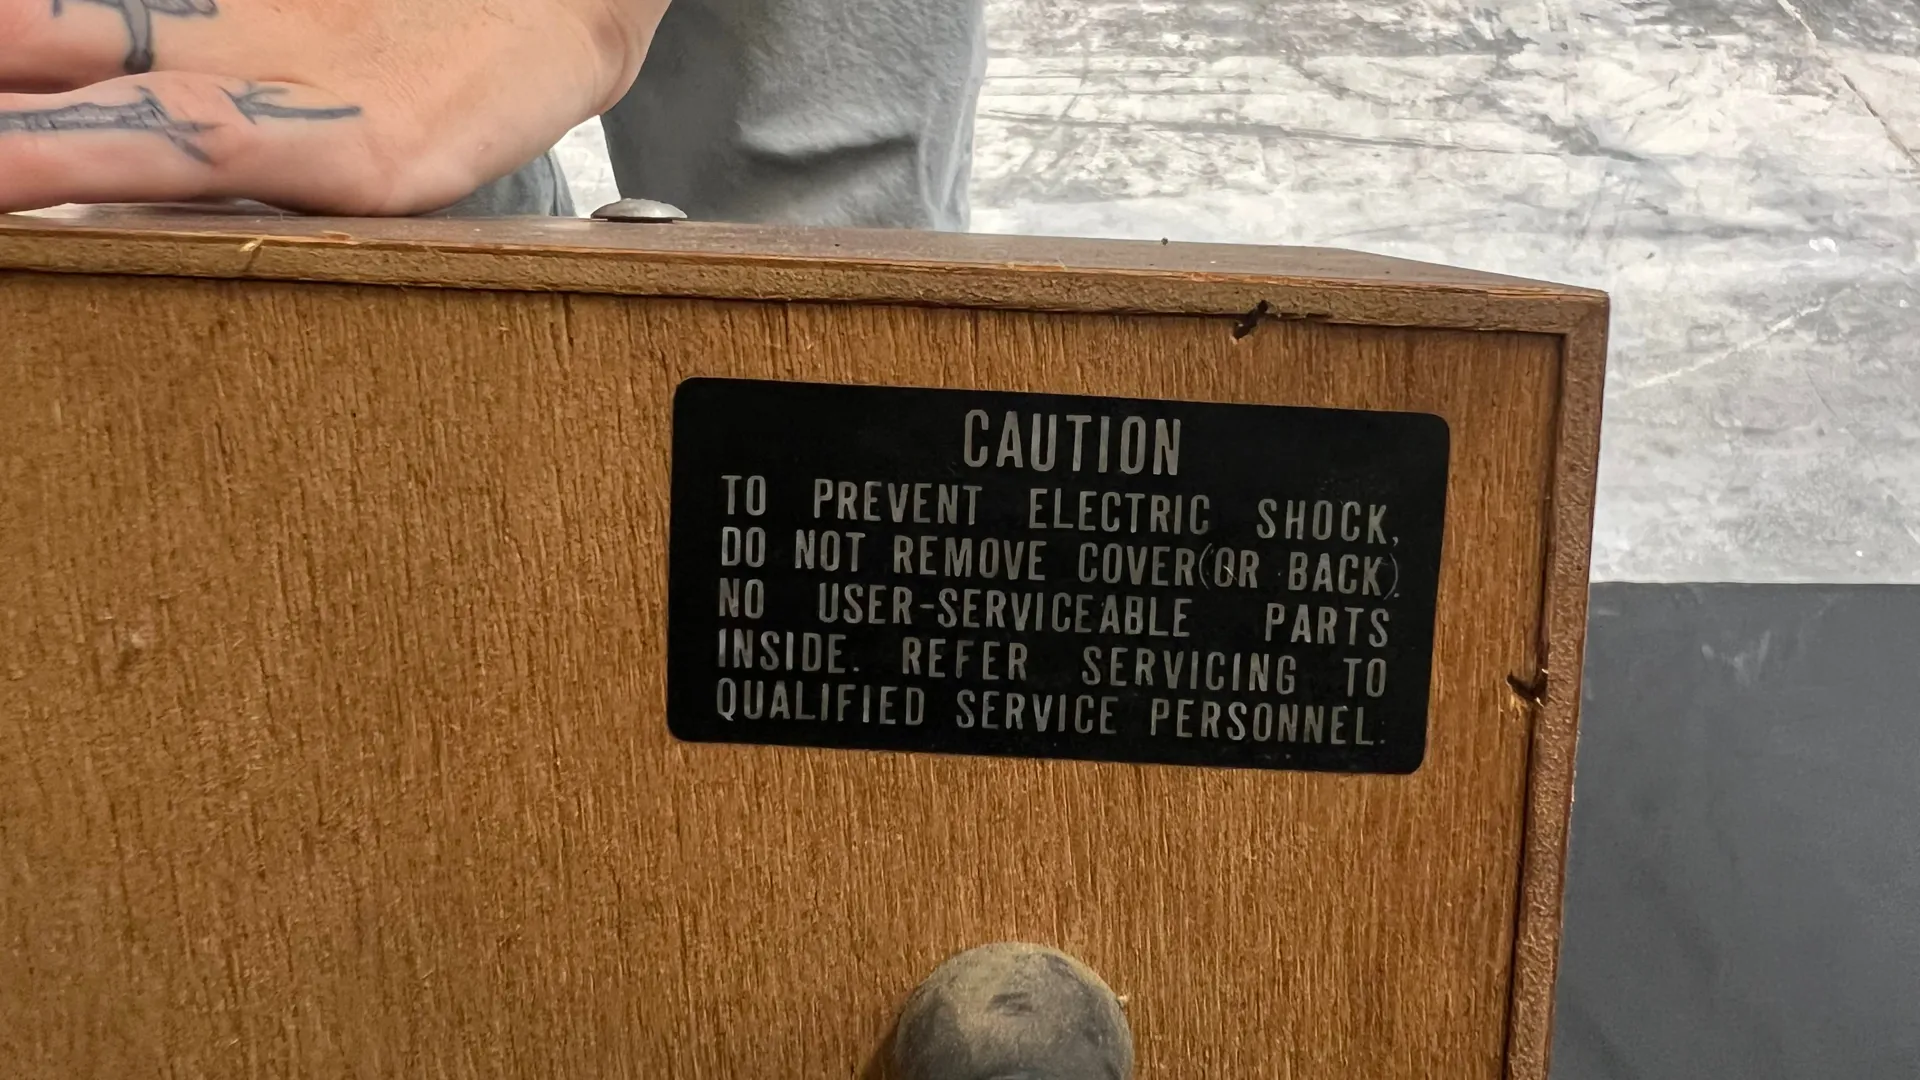 CAUTION
TO PREVENT ELECTRIC SHOCK,
DO NOT REMOVE COVER(OR BACK).
NO USER-SERVICEABLE PARTS
INSIDE. REFER SERVICING TO
QUALIFIED SERVICE PERSONNEL.